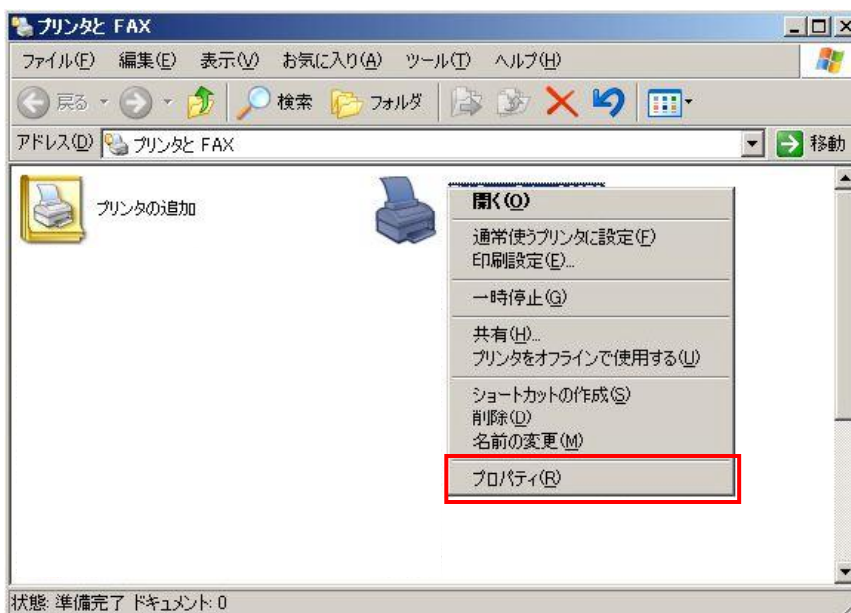 プリンタと FAX
ファイル(F) 編集(E) 表示(V) お気に入り(A) ツール(T) ヘルプ(H)
戻る 検索 フォルダ
アドレス(D) プリンタと FAX 移動
プリンタの追加
開く(O)
通常使うプリンタに設定(F)
印刷設定(E)...
一時停止(G)
共有(H)...
プリンタをオフラインで使用する(U)
ショートカットの作成(S)
削除(D)
名前の変更(M)
プロパティ(R)
状態: 準備完了 ドキュメント: 0